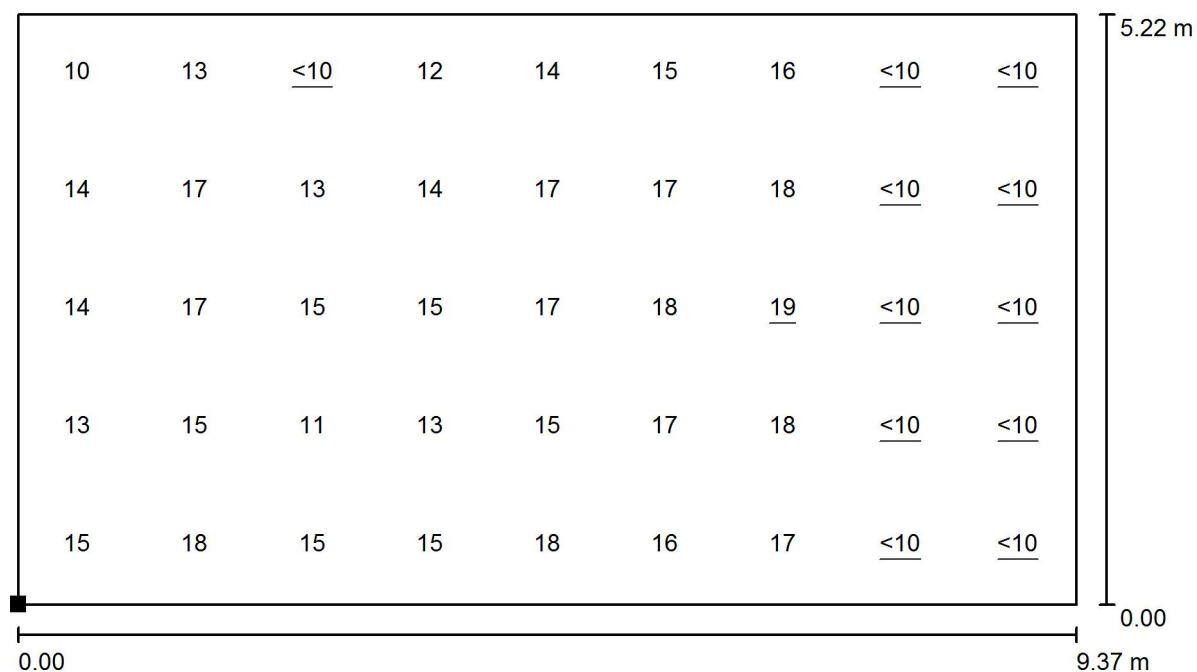 5.22 m
10 13 <10 12 14 15 16 <10 <10
14 17 13 14 17 17 18 <10 <10
14 17 15 15 17 18 19 <10 <10
13 15 11 13 15 17 18 <10 <10
15 18 15 15 18 16 17 <10 <10
0.00
0.00 9.37 m